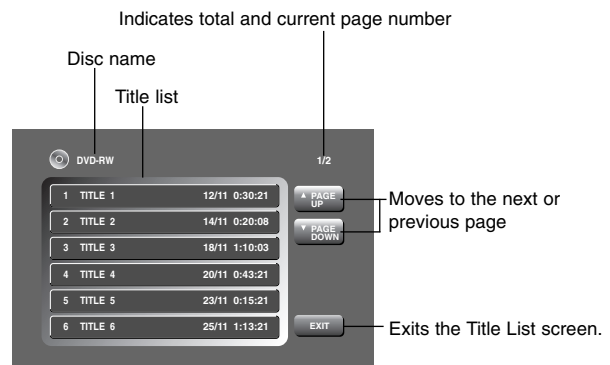 Indicates total and current page number
Disc name
Title list
DVD-RW
1/2
1 TITLE 1 12/11 0:30:21
2 TITLE 2 14/11 0:20:08
3 TITLE 3 18/11 1:10:03
4 TITLE 4 20/11 0:43:21
5 TITLE 5 23/11 0:15:21
6 TITLE 6 25/11 1:13:21
PAGE
UP
PAGE
DOWN
EXIT
Moves to the next or
previous page
Exits the Title List screen.